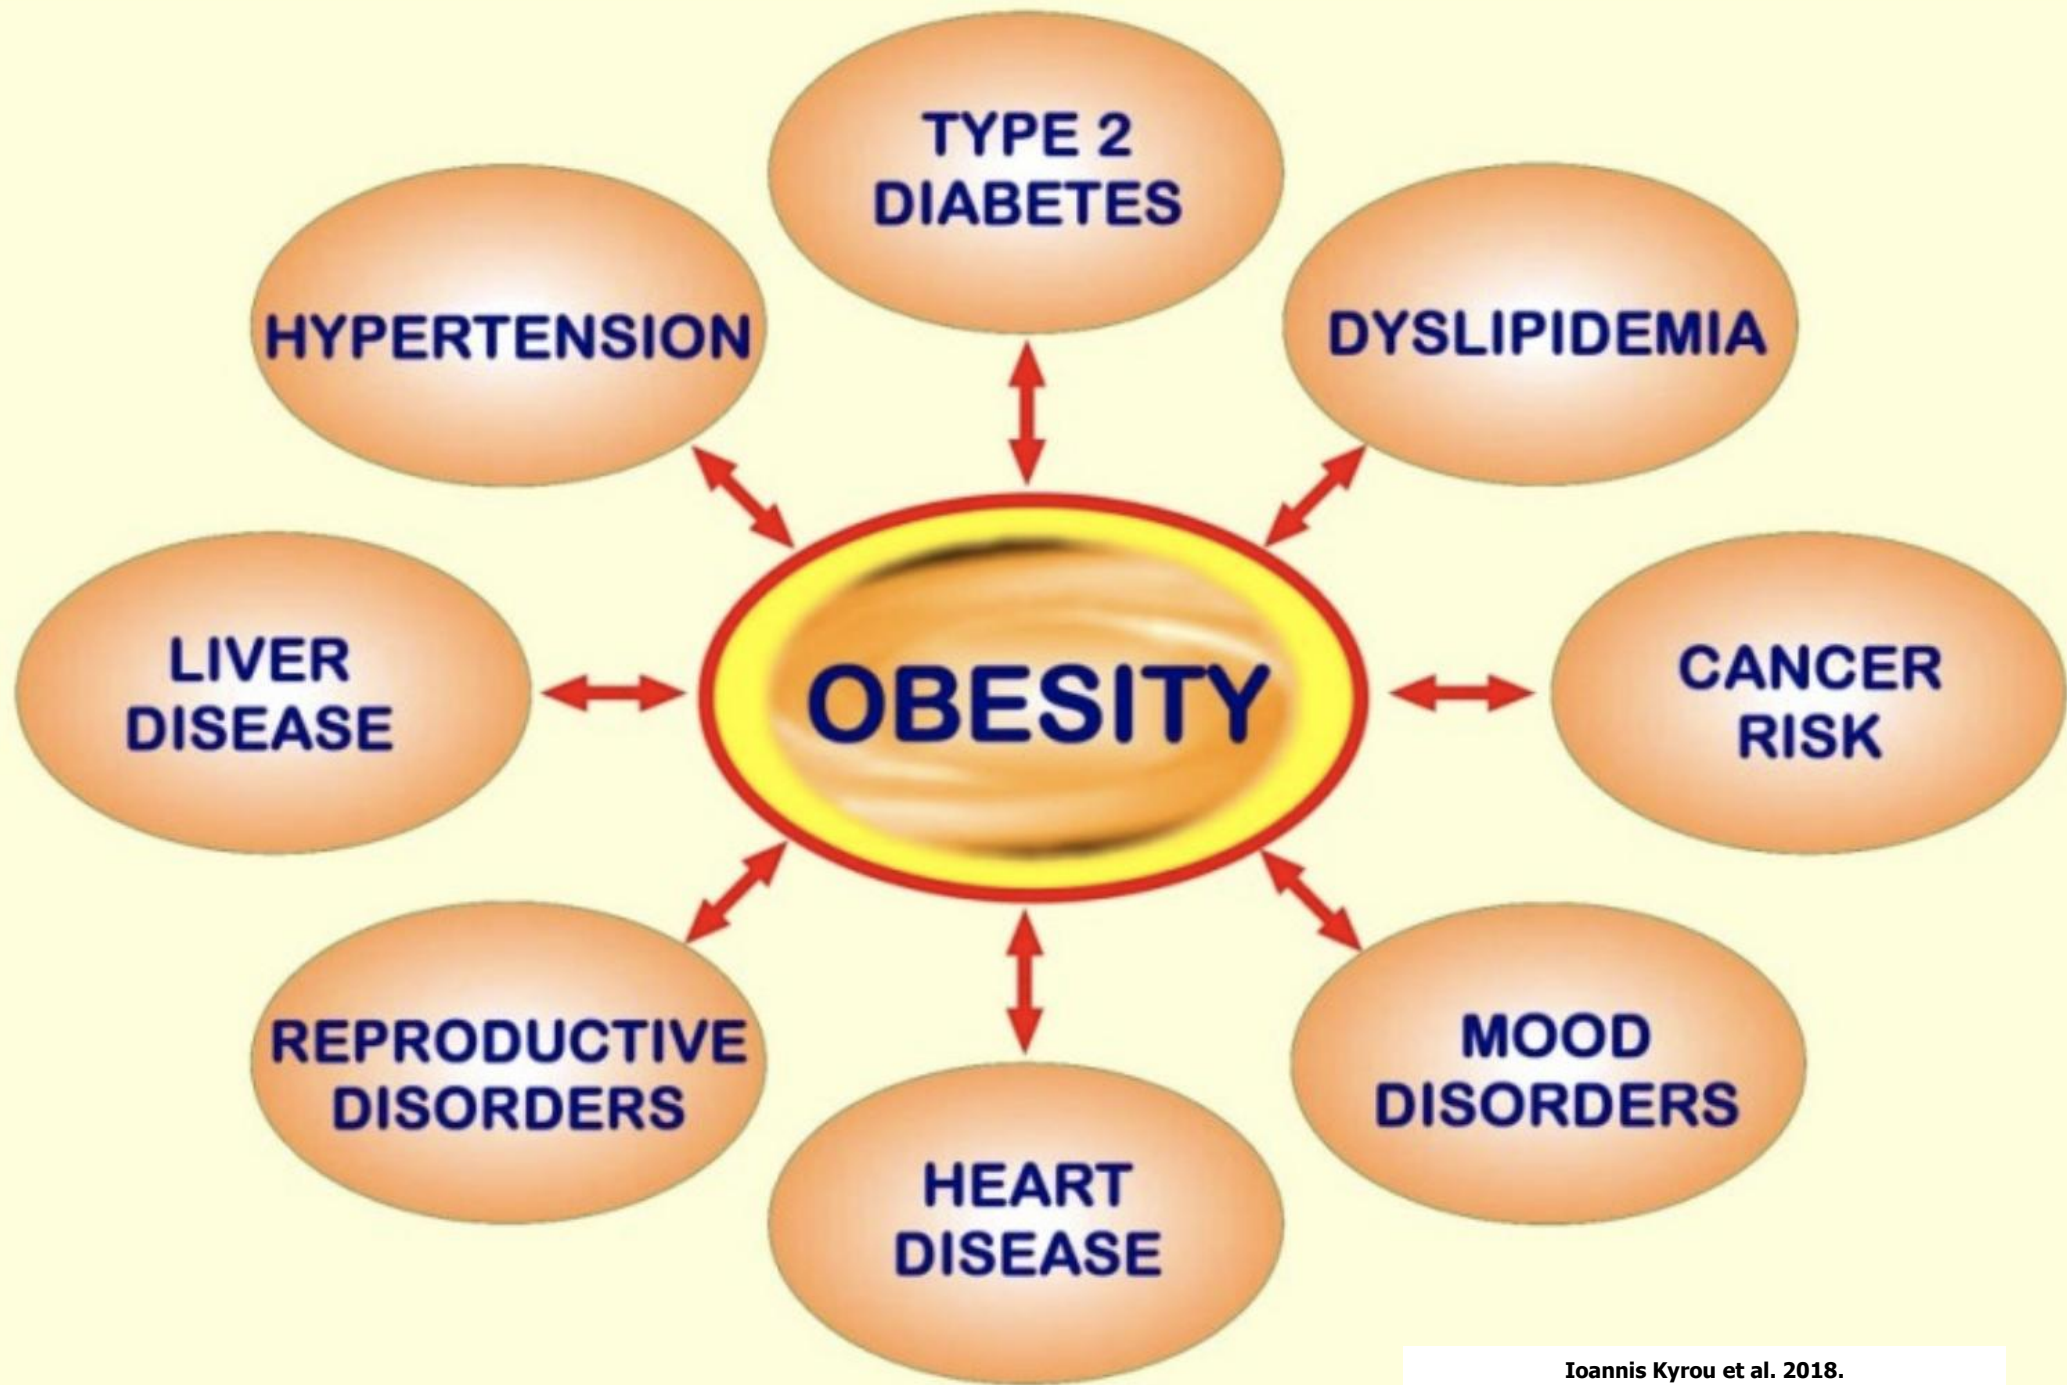 TYPE 2
DIABETES
HYPERTENSION
DYSLIPIDEMIA
LIVER
DISEASE
OBESITY
CANCER
RISK
REPRODUCTIVE
DISORDERS
MOOD
DISORDERS
HEART
DISEASE
Ioannis Kyrou et al. 2018.